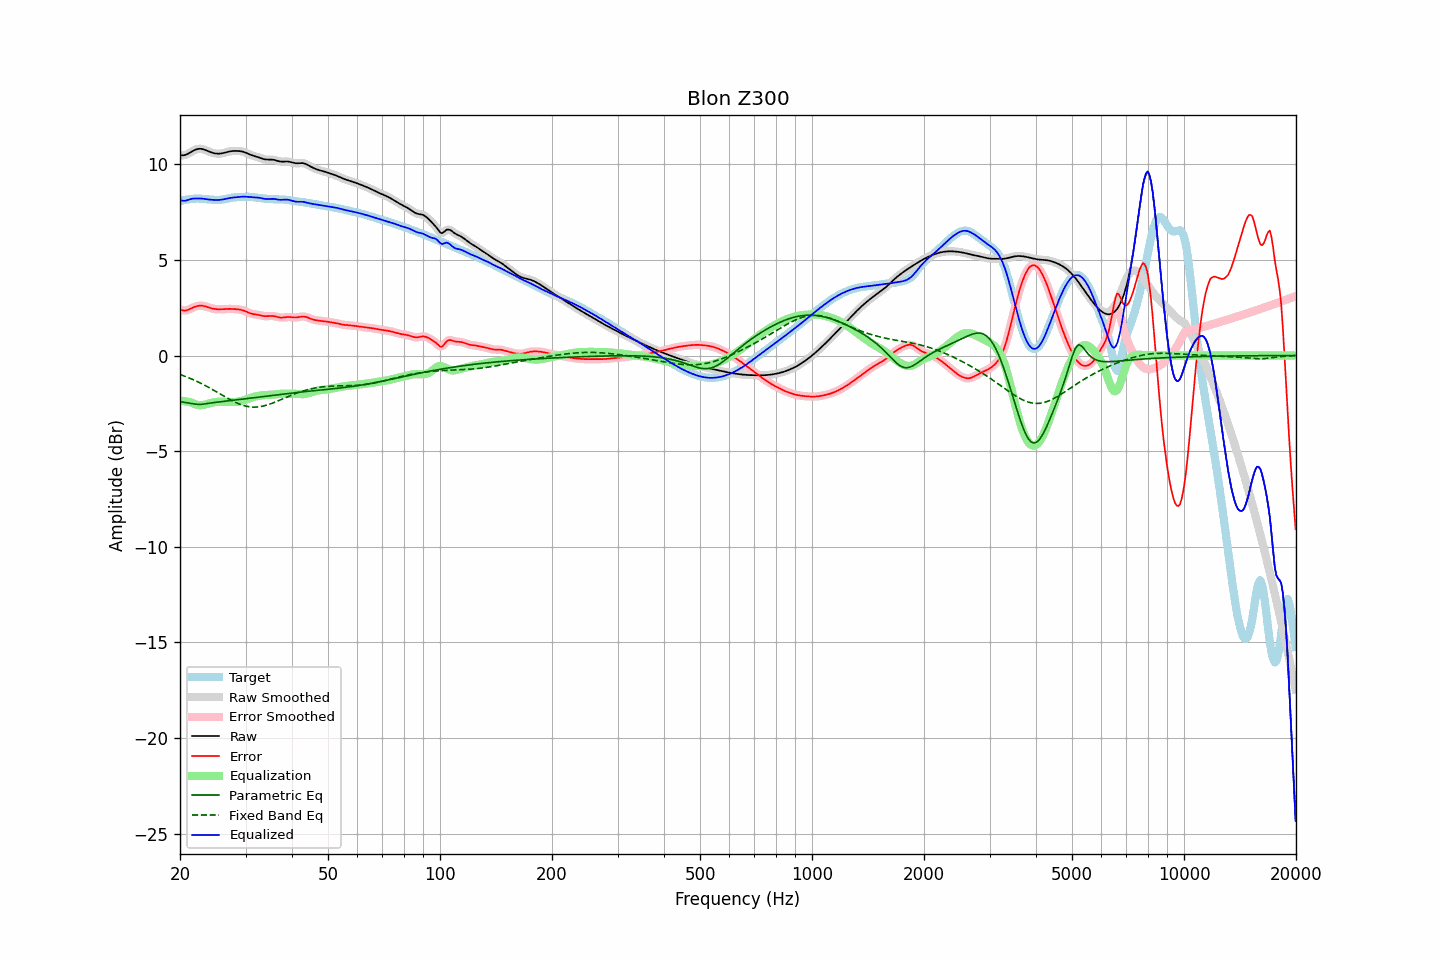 Blon Z300
Amplitude (dBr)
10
5
0
−5
−10
−15
−20
−25
Target
Raw Smoothed
Error Smoothed
Raw
Error
Equalization
Parametric Eq
Fixed Band Eq
Equalized
20 50 100 200 500 1000 2000 5000 10000 20000
Frequency (Hz)